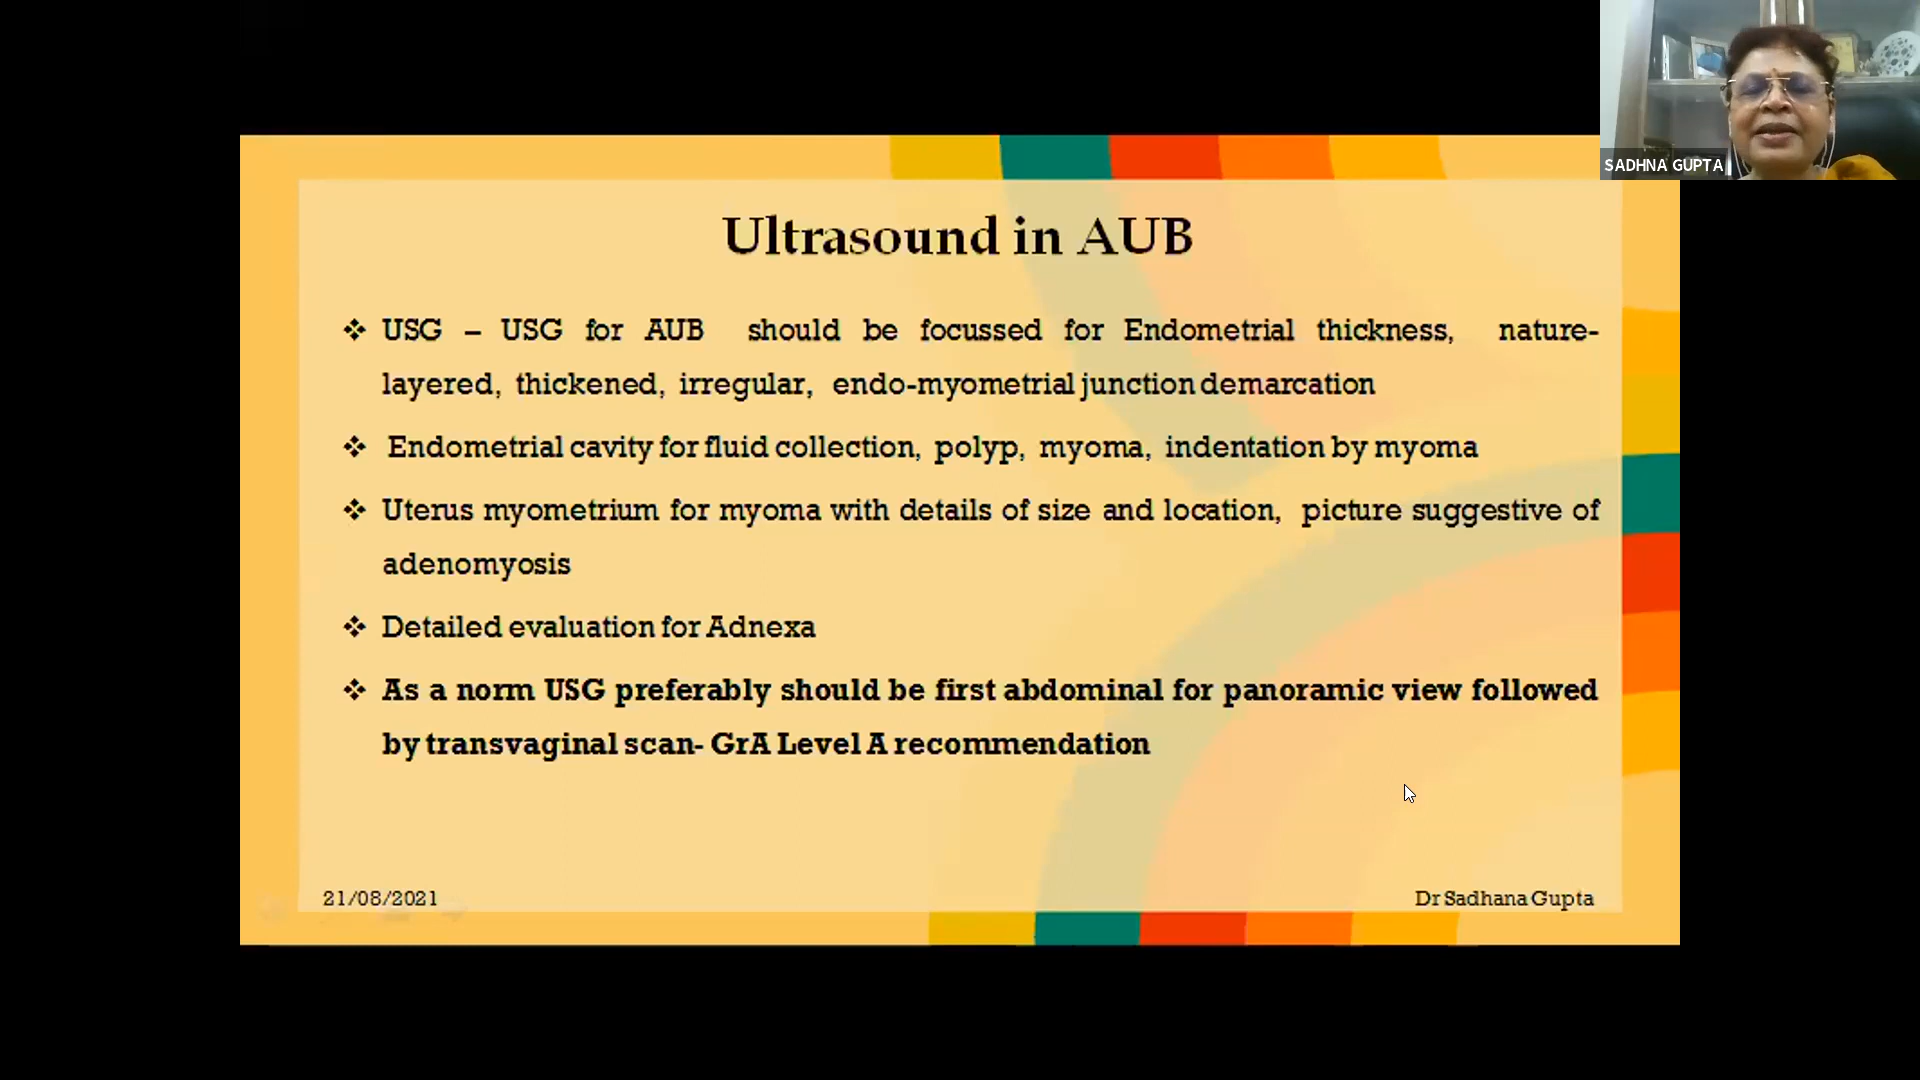 SADHNA GUPTA
Ultrasound in AUB
❖ USG – USG for AUB should be focussed for Endometrial thickness, nature-
layered, thickened, irregular, endo-myometrial junction demarcation
❖ Endometrial cavity for fluid collection, polyp, myoma, indentation by myoma
❖ Uterus myometrium for myoma with details of size and location, picture suggestive of
adenomyosis
❖ Detailed evaluation for Adnexa
❖ As a norm USG preferably should be first abdominal for panoramic view followed
by transvaginal scan- GrA Level A recommendation
21/08/2021
Dr Sadhana Gupta